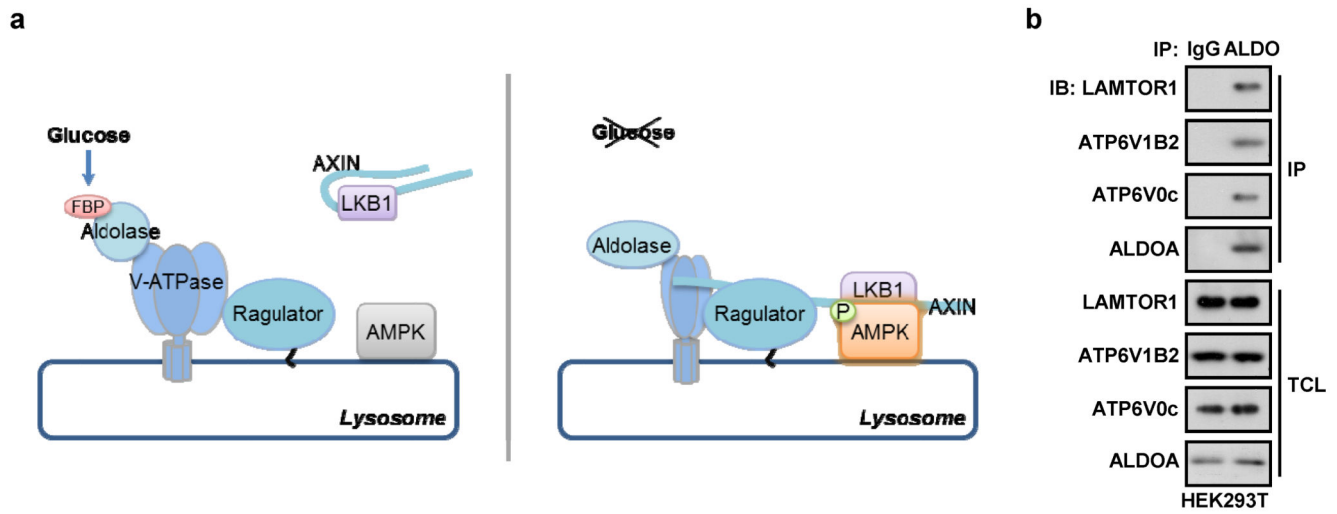 a
Glucose
FBP
Aldolase
V-ATPase
Ragulator
AMPK
AXIN
LKB1
Lysosome
Glucose
Aldolase
Ragulator
LKB1
P
AMPK
AXIN
Lysosome
b
IP: IgG ALDO
IB: LAMTOR1
ATP6V1B2
ATP6V0c
ALDOA
IP
LAMTOR1
ATP6V1B2
ATP6V0c
ALDOA
TCL
HEK293T